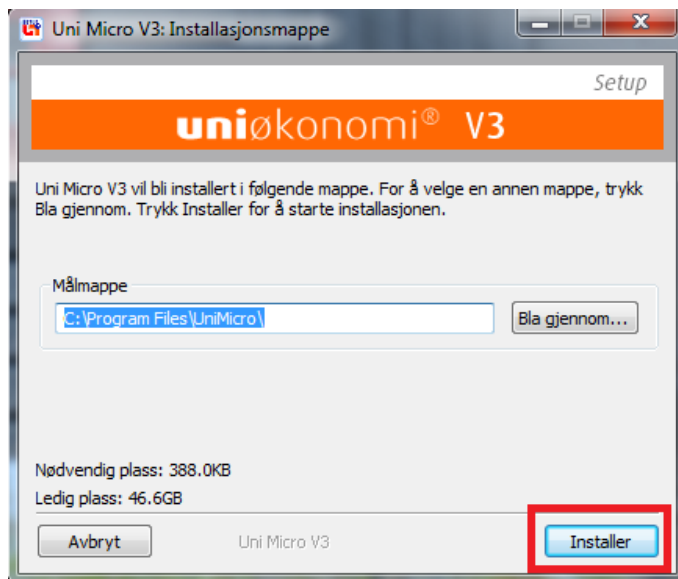 Uni Micro V3: Installasjonsmappe
Setup
uniøkonomi® V3
Uni Micro V3 vil bli installert i følgende mappe. For å velge en annen mappe, trykk
Bla gjennom. Trykk Installer for å starte installasjonen.
Målmappe
C:\Program Files\UniMicro\
Bla gjennom...
Nødvendig plass: 388.0KB
Ledig plass: 46.6GB
Avbryt
Uni Micro V3
Installer